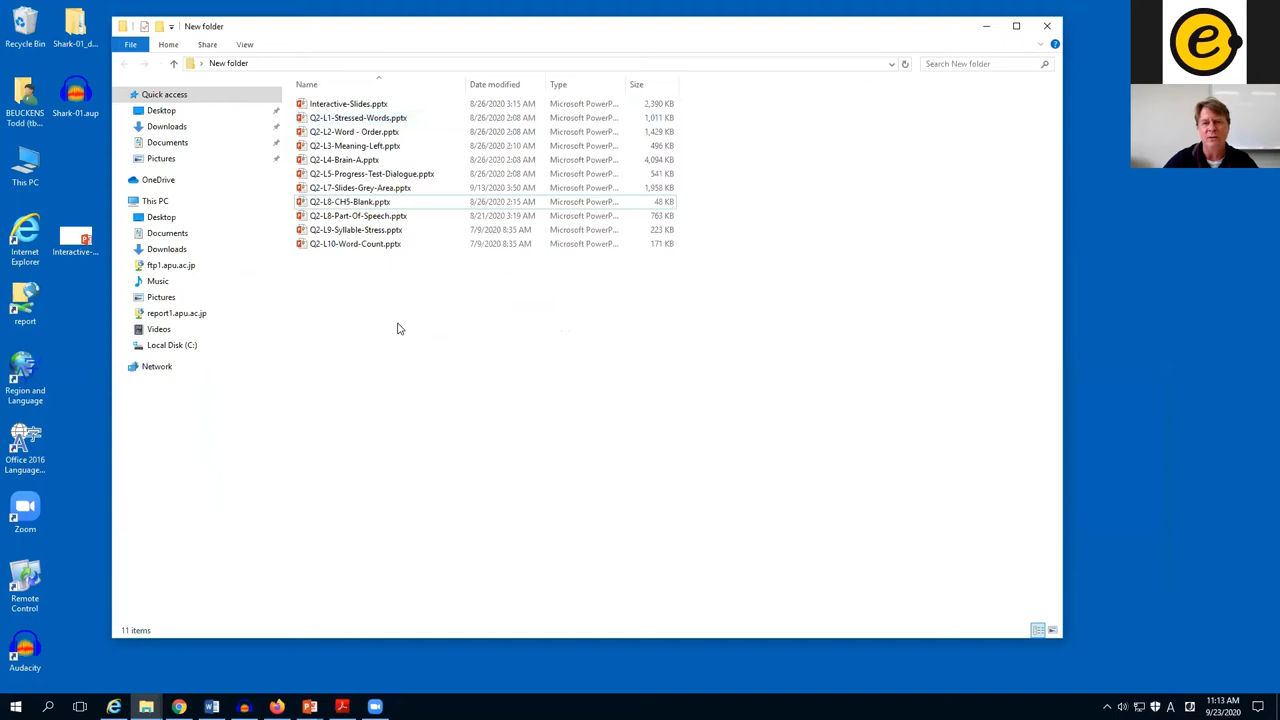 New folder
File Home Share View
New folder
Search New folder
Name Date modified Type Size
Quick access
Desktop
Downloads
Documents
Pictures
OneDrive
This PC
Desktop
Documents
Downloads
ftp1.apu.ac.jp
Music
Pictures
report1.apu.ac.jp
Videos
Local Disk (C:)
Network
Interactive-Slides.pptx 8/26/2020 3:15 AM Microsoft PowerP... 2,390 KB
Q2-L1-Stressed-Words.pptx 8/26/2020 2:08 AM Microsoft PowerP... 1,011 KB
Q2-L2-Word - Order.pptx 8/26/2020 2:08 AM Microsoft PowerP... 1,429 KB
Q2-L3-Meaning-Left.pptx 8/26/2020 2:10 AM Microsoft PowerP... 496 KB
Q2-L4-Brain-A.pptx 8/26/2020 2:08 AM Microsoft PowerP... 4,094 KB
Q2-L5-Progress-Test-Dialogue.pptx 8/26/2020 2:08 AM Microsoft PowerP... 541 KB
Q2-L7-Slides-Grey-Area.pptx 9/13/2020 3:50 AM Microsoft PowerP... 1,958 KB
Q2-L8-CH5-Blank.pptx 8/26/2020 2:15 AM Microsoft PowerP... 48 KB
Q2-L8-Part-Of-Speech.pptx 8/21/2020 3:19 AM Microsoft PowerP... 763 KB
Q2-L9-Syllable-Stress.pptx 7/9/2020 8:35 AM Microsoft PowerP... 223 KB
Q2-L10-Word-Count.pptx 7/9/2020 8:35 AM Microsoft PowerP... 171 KB
11 items
Recycle Bin
Shark-01_d...
BEUCKENS
Todd (tb...
Shark-01.aup
This PC
Internet
Explorer
Interactive-...
report
Region and
Language
Office 2016
Language...
Zoom
Remote
Control
Audacity
e
A
11:13 AM
9/23/2020